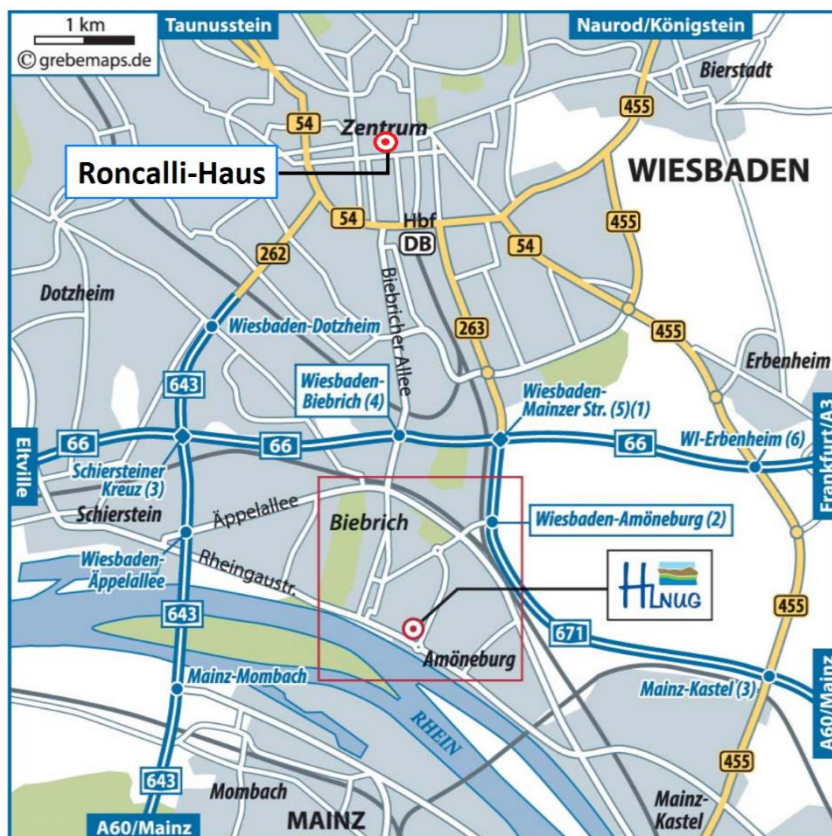 1 km
© grebemaps.de
Taunusstein
Naurod/Königstein
Bierstadt
455
54
Zentrum
Roncalli-Haus
WIESBADEN
455
54
Hbf
DB
54
262
Biebricher Allee
Dotzheim
263
455
Wiesbaden-Dotzheim
Erbenheim
643
Wiesbaden-
Biebrich (4)
Wiesbaden-
Mainzer Str. (5)(1)
Eltville
66
66
66
WI-Erbenheim (6)
Frankfurt/A3
Schiersteiner
Kreuz (3)
Schierstein
Äppelallee
Biebrich
Wiesbaden-Amöneburg (2)
Wiesbaden-
Äppelallee
Rheingaustr.
HLNUG
455
643
671
Amöneburg
Mainz-Mombach
Mainz-Kastel (3)
A60/Mainz
RHEIN
455
643
Mombach
Mainz-
Kastel
A60/Mainz
MAINZ